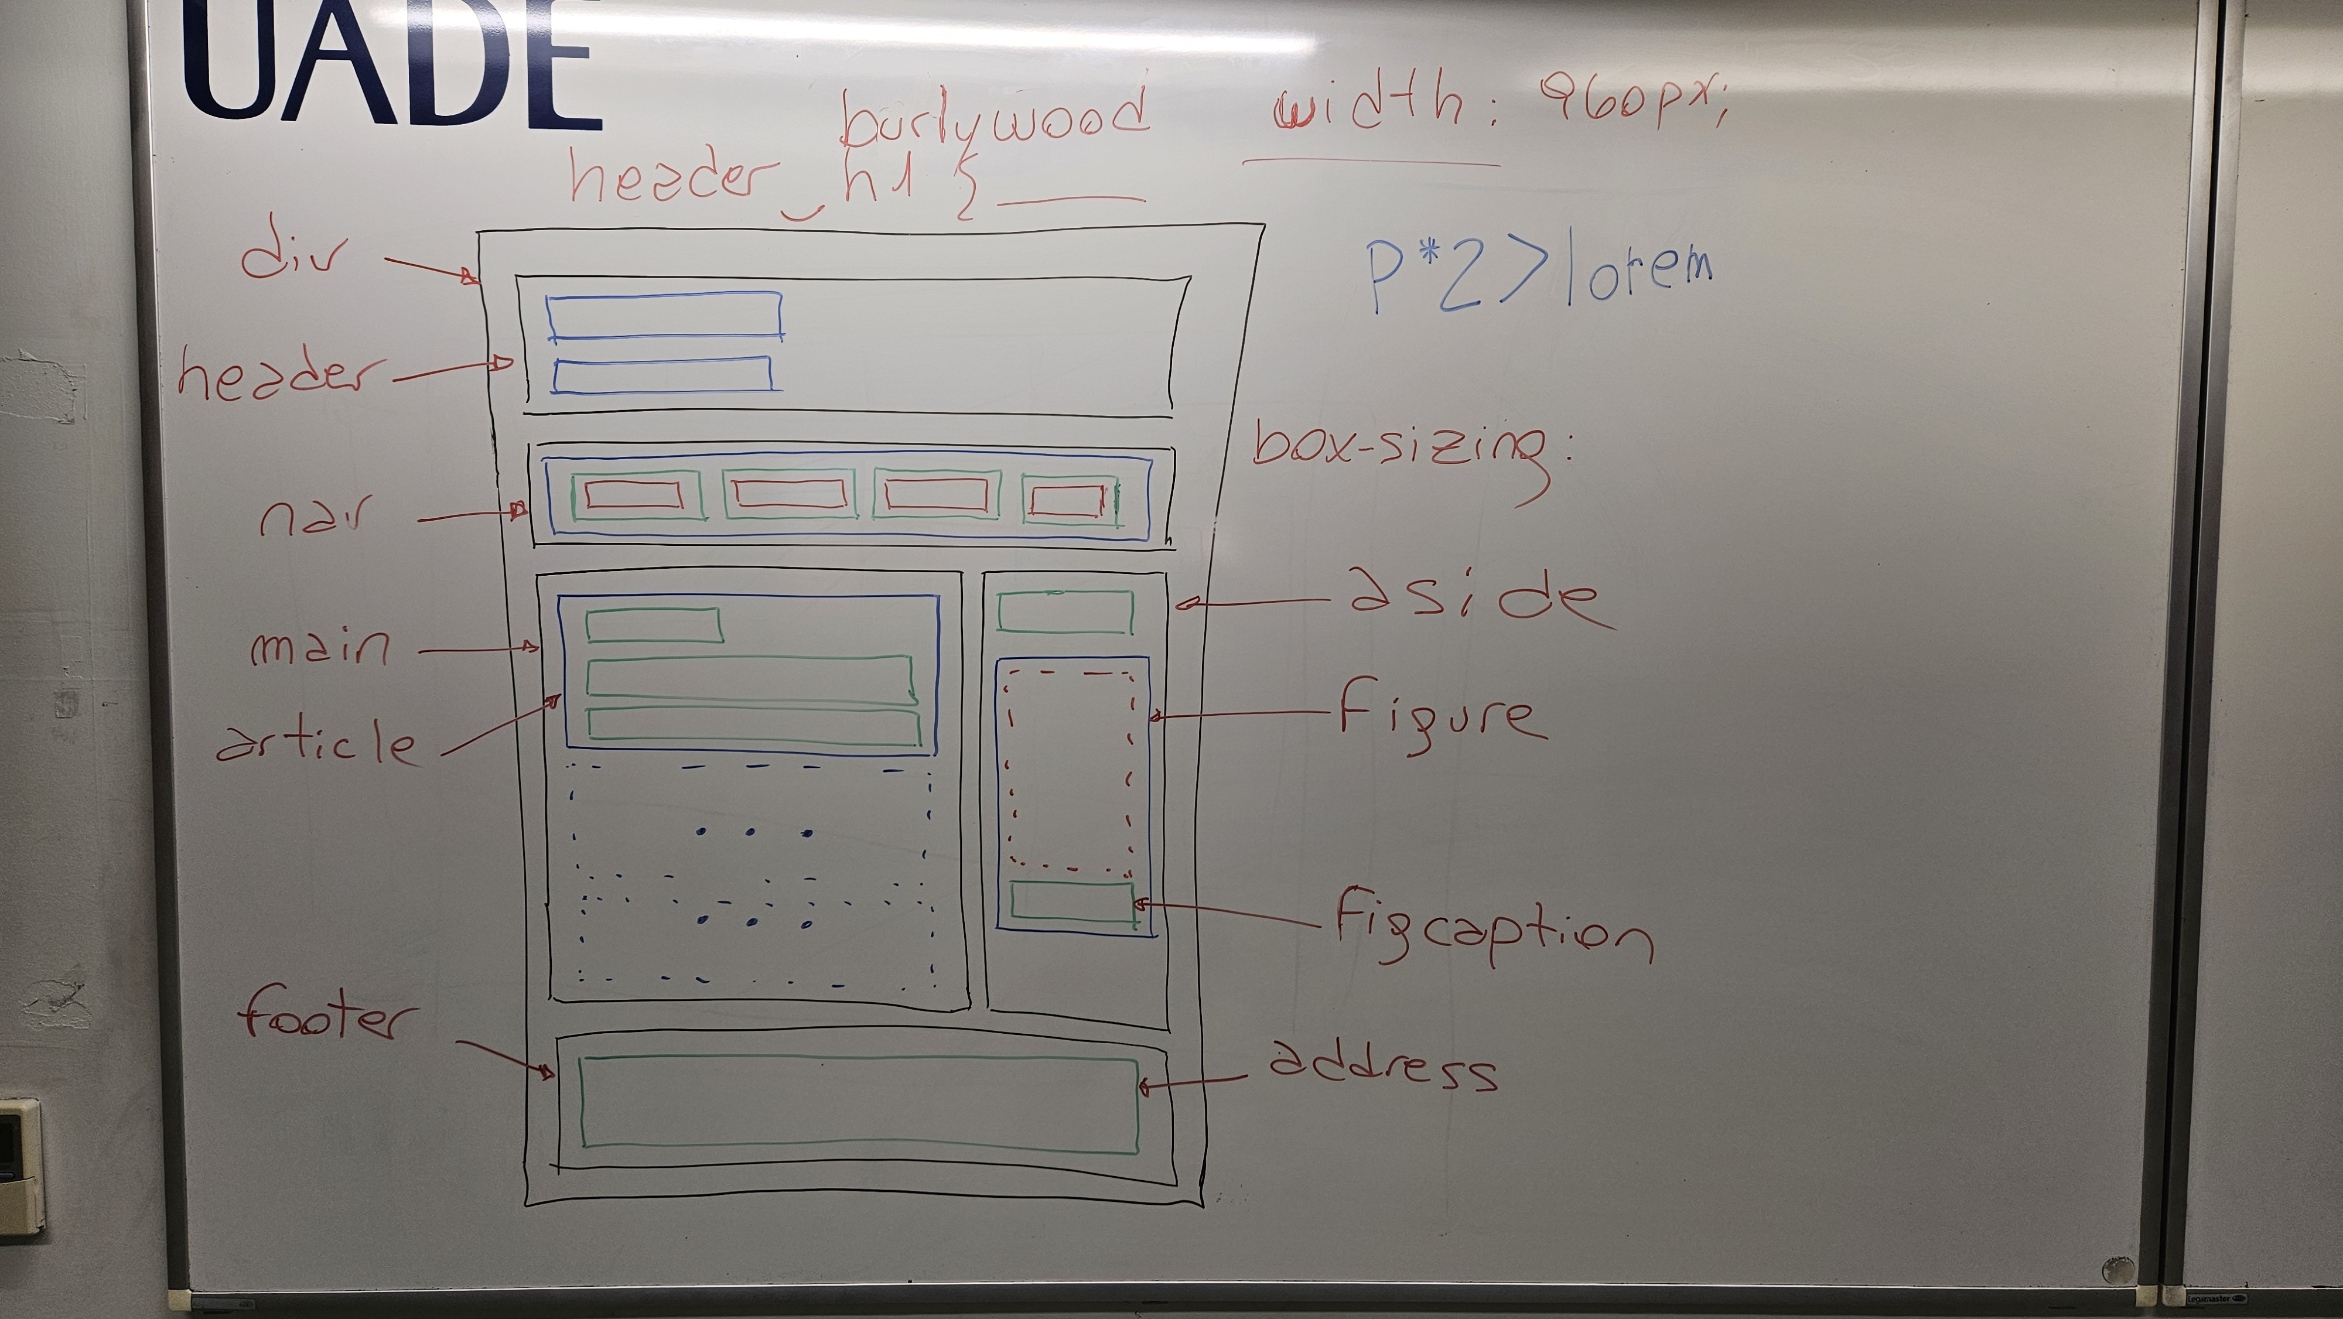 UADE
burlywood
width: 960px;
header h1 {
div
P*2>lorem
header
box-sizing:
nav
aside
main
figure
article
figcaption
footer
address
Legamaster